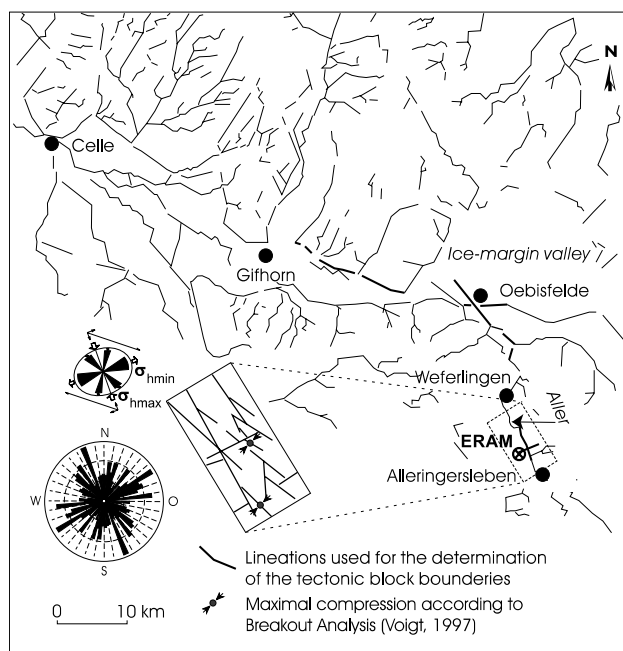 N
Celle
Ice-margin valley
Gifhorn
Oebisfelde
σhmin
Weferlingen
σhmax
Aller
ERAM
N
Alleringersleben
W
O
S
Lineations used for the determination
of the tectonic block bounderies
0 10 km
Maximal compression according to
Breakout Analysis (Voigt, 1997)